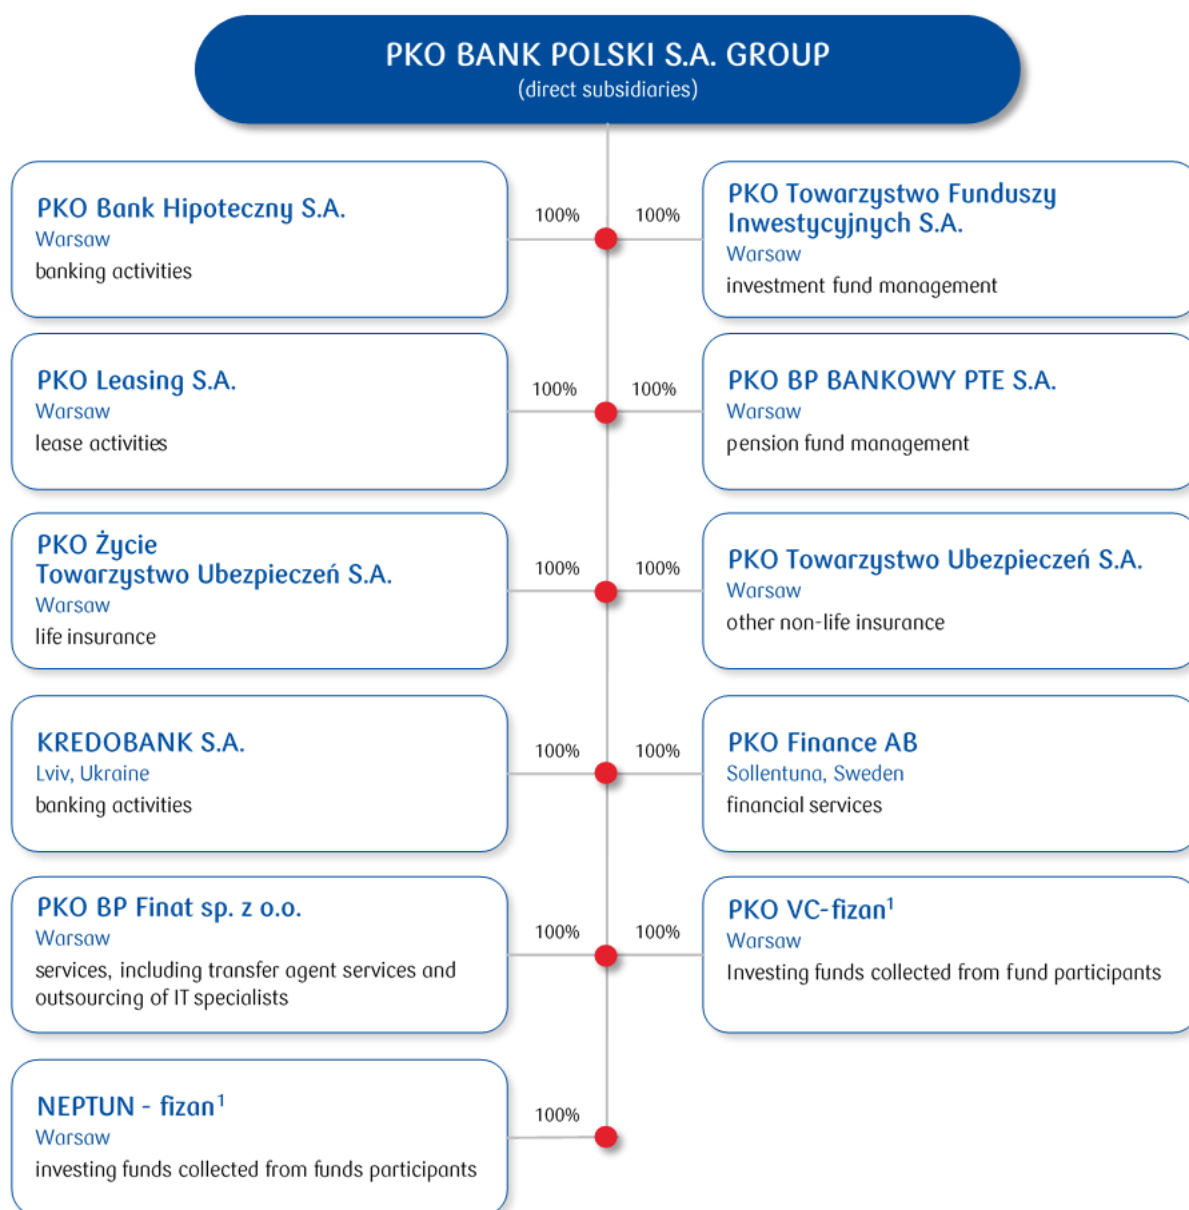 PKO BANK POLSKI S.A. GROUP
(direct subsidiaries)
PKO Bank Hipoteczny S.A.
Warsaw
banking activities
100%
100%
PKO Towarzystwo Funduszy
Inwestycyjnych S.A.
Warsaw
investment fund management
PKO Leasing S.A.
Warsaw
lease activities
100%
100%
PKO BP BANKOWY PTE S.A.
Warsaw
pension fund management
PKO Życie
Towarzystwo Ubezpieczeń S.A.
Warsaw
life insurance
100%
100%
PKO Towarzystwo Ubezpieczeń S.A.
Warsaw
other non-life insurance
KREDOBANK S.A.
Lviv, Ukraine
banking activities
100%
100%
PKO Finance AB
Sollentuna, Sweden
financial services
PKO BP Finat sp. z o.o.
Warsaw
services, including transfer agent services and
outsourcing of IT specialists
100%
100%
PKO VC-fizan¹
Warsaw
Investing funds collected from fund participants
NEPTUN - fizan¹
Warsaw
investing funds collected from funds participants
100%